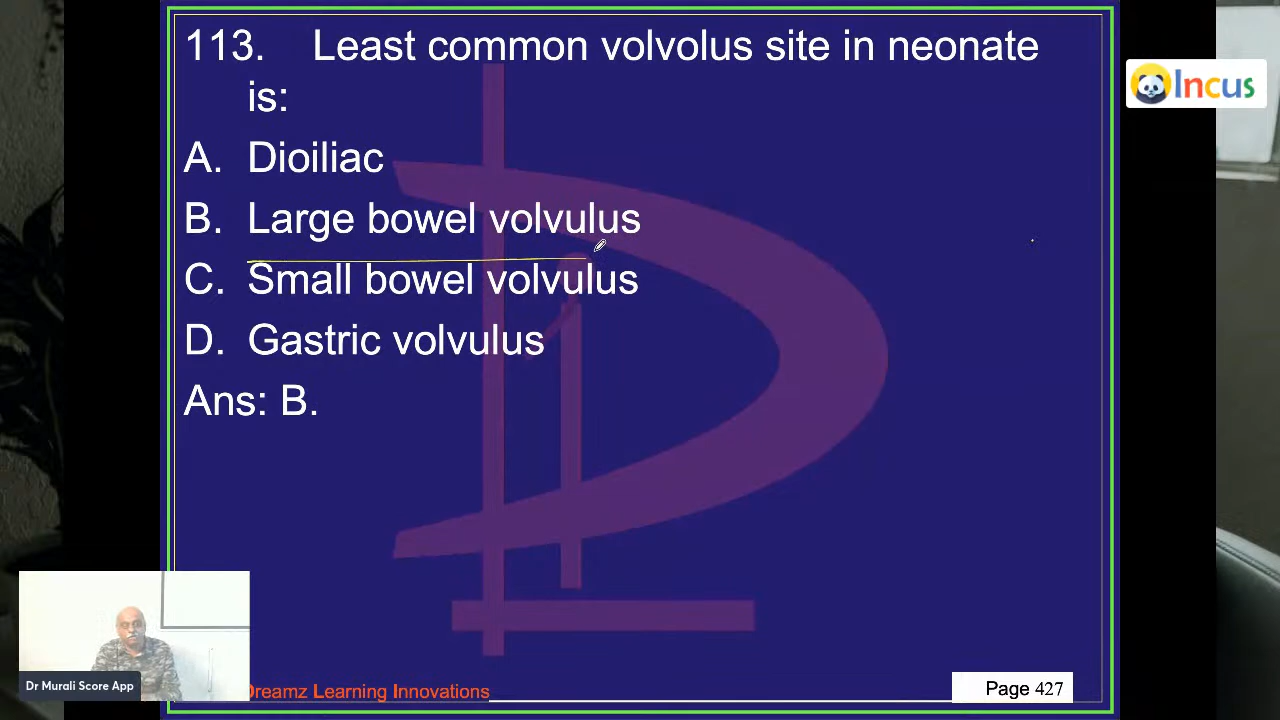 113. Least common volvolus site in neonate
is:
A. Dioiliac
B. Large bowel volvulus
C. Small bowel volvulus
D. Gastric volvulus
Ans: B.
Incus
Dr Murali Score App
Dreamz Learning Innovations
Page 427